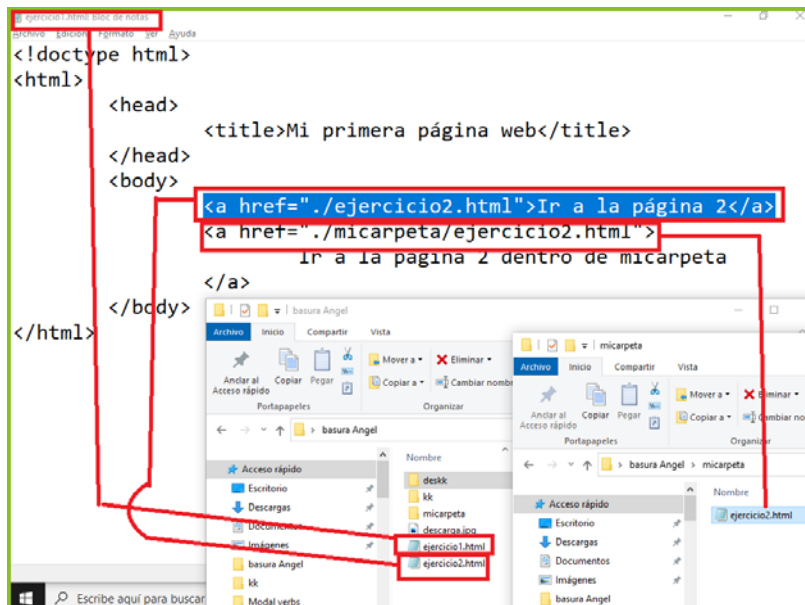 ejercicio1.html: Bloc de notas
Archivo Edición Formato Ver Ayuda
<!doctype html>
<html>
<head>
<title>Mi primera página web</title>
</head>
<body>
<a href="./ejercicio2.html">Ir a la página 2</a>
<a href="./micarpeta/ejercicio2.html">
Ir a la pagina 2 dentro de micarpeta
</a>
</body>
</html>
basura Angel
Archivo Inicio Compartir Vista
Anclar al Acceso rápido
Copiar
Pegar
Mover a
Copiar a
Eliminar
Cambiar nomb
Portapapeles
Organizar
basura Angel
Nombre
Acceso rápido
Escritorio
Descargas
Documentos
Imágenes
basura Angel
kk
Modal verbs
deskk
kk
micarpeta
descarga.jpg
ejercicio1.html
ejercicio2.html
micarpeta
Archivo Inicio Compartir Vista
Anclar al Acceso rápido
Copiar
Pegar
Mover a
Copiar a
Eliminar
Cambiar no
Portapapeles
Organizar
basura Angel > micarpeta
Nombre
Acceso rápido
Escritorio
Descargas
Documentos
Imágenes
basura Angel
ejercicio2.html
Escribe aquí para buscar